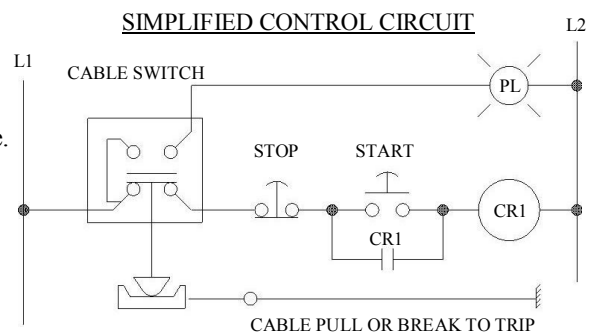 SIMPLIFIED CONTROL CIRCUIT
L1
L2
CABLE SWITCH
PL
e.
STOP
START
CR1
CR1
CABLE PULL OR BREAK TO TRIP